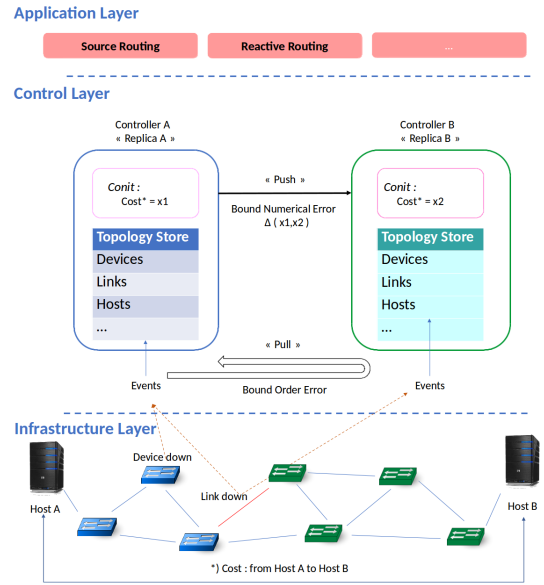 Application Layer
Source Routing
Reactive Routing
...
Control Layer
Controller A
« Replica A »
Controller B
« Replica B »
Conit :
Cost* = x1
« Push »
Bound Numerical Error
Δ ( x1,x2 )
Conit :
Cost* = x2
Topology Store
Devices
Links
Hosts
...
Topology Store
Devices
Links
Hosts
...
« Pull »
Bound Order Error
Events
Events
Infrastructure Layer
Device down
Link down
Host A
Host B
*) Cost : from Host A to Host B